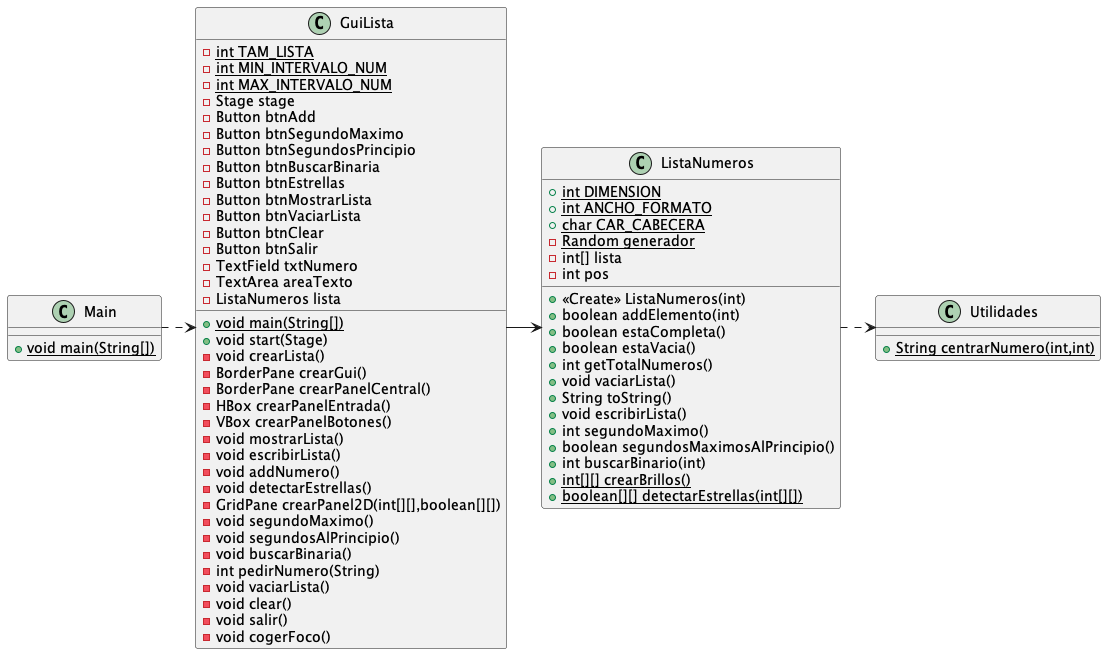 C Main
void main(String[])
C GuiLista
int TAM_LISTA
int MIN_INTERVALO_NUM
int MAX_INTERVALO_NUM
Stage stage
Button btnAdd
Button btnSegundoMaximo
Button btnSegundosPrincipio
Button btnBuscarBinaria
Button btnEstrellas
Button btnMostrarLista
Button btnVaciarLista
Button btnClear
Button btnSalir
TextField txtNumero
TextArea areaTexto
ListaNumeros lista
void main(String[])
void start(Stage)
void crearLista()
BorderPane crearGui()
BorderPane crearPanelCentral()
HBox crearPanelEntrada()
VBox crearPanelBotones()
void mostrarLista()
void escribirLista()
void addNumero()
void detectarEstrellas()
GridPane crearPanel2D(int[][],boolean[][])
void segundoMaximo()
void segundosAlPrincipio()
void buscarBinaria()
int pedirNumero(String)
void vaciarLista()
void clear()
void salir()
void cogerFoco()
C ListaNumeros
int DIMENSION
int ANCHO_FORMATO
char CAR_CABECERA
Random generador
int[] lista
int pos
«Create» ListaNumeros(int)
boolean addElemento(int)
boolean estaCompleta()
boolean estaVacia()
int getTotalNumeros()
void vaciarLista()
String toString()
void escribirLista()
int segundoMaximo()
boolean segundosMaximosAlPrincipio()
int buscarBinario(int)
int[][] crearBrillos()
boolean[][] detectarEstrellas(int[][])
C Utilidades
String centrarNumero(int,int)